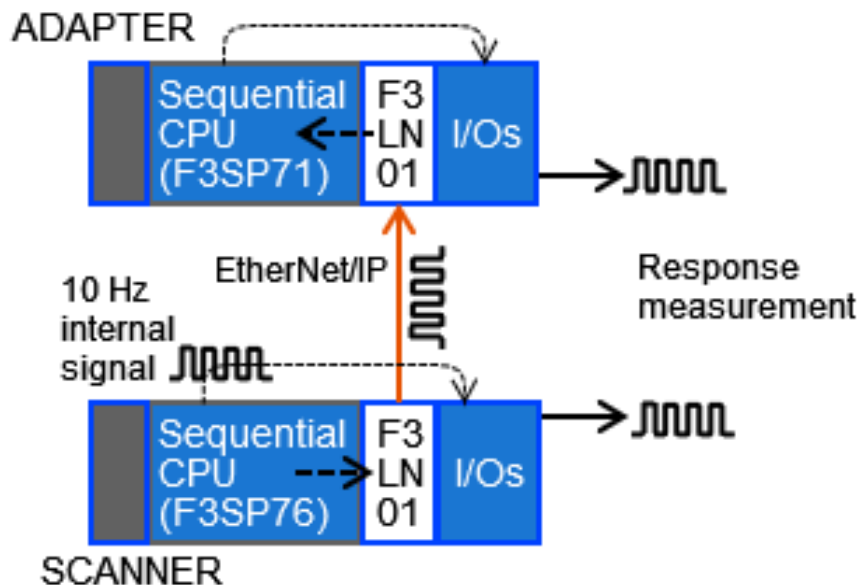 ADAPTER
Sequential
CPU
(F3SP71)
F3
LN
01
I/Os
EtherNet/IP
10 Hz
internal
signal
Response
measurement
Sequential
CPU
(F3SP76)
F3
LN
01
I/Os
SCANNER